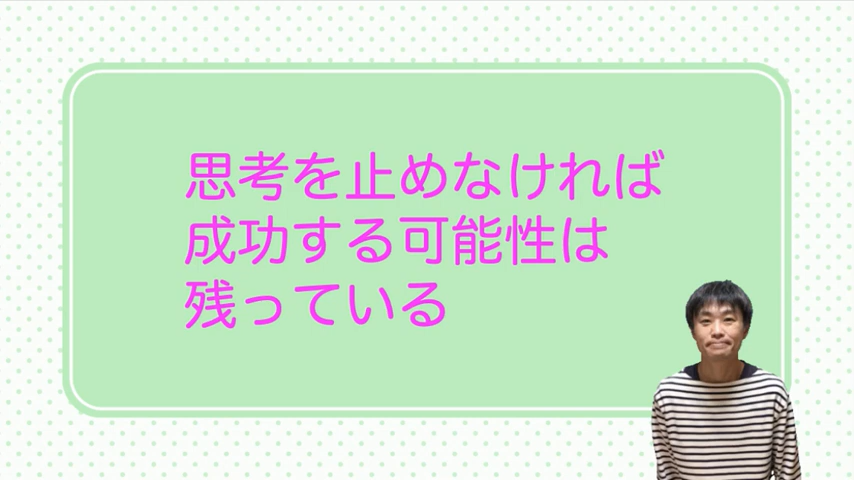 思考を止めなければ
成功する可能性は
残っている